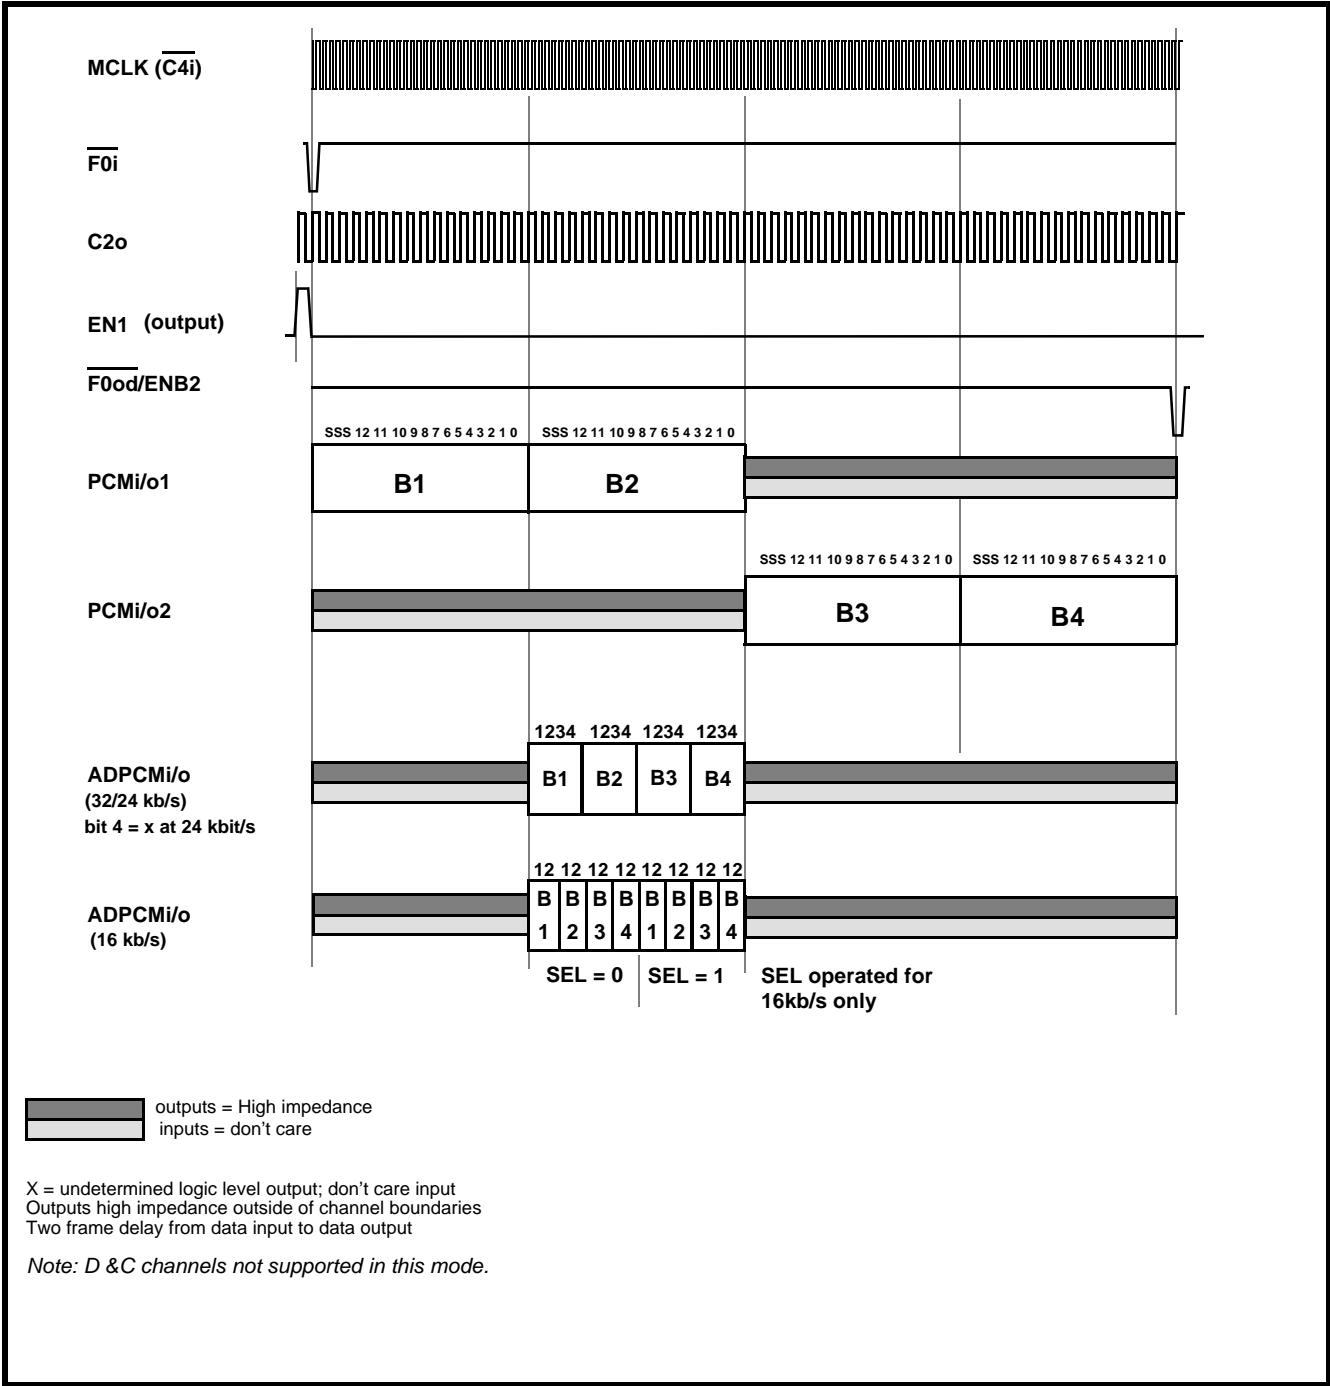 MCLK (C4i)
F0i
C2o
EN1 (output)
F0od/ENB2
SSS 12 11 10 9 8 7 6 5 4 3 2 1 0 SSS 12 11 10 9 8 7 6 5 4 3 2 1 0
PCMi/o1 B1 B2
SSS 12 11 10 9 8 7 6 5 4 3 2 1 0 SSS 12 11 10 9 8 7 6 5 4 3 2 1 0
PCMi/o2 B3 B4
1234 1234 1234 1234
ADPCMi/o B1 B2 B3 B4
(32/24 kb/s)
bit 4 = x at 24 kbit/s
12 12 12 12 12 12 12 12
B B B B B B B B
ADPCMi/o
1 2 3 4 1 2 3 4
(16 kb/s)
SEL = 0 SEL = 1 SEL operated for
16kb/s only
outputs = High impedance
inputs = don't care
X = undetermined logic level output; don't care input
Outputs high impedance outside of channel boundaries
Two frame delay from data input to data output
Note: D &C channels not supported in this mode.